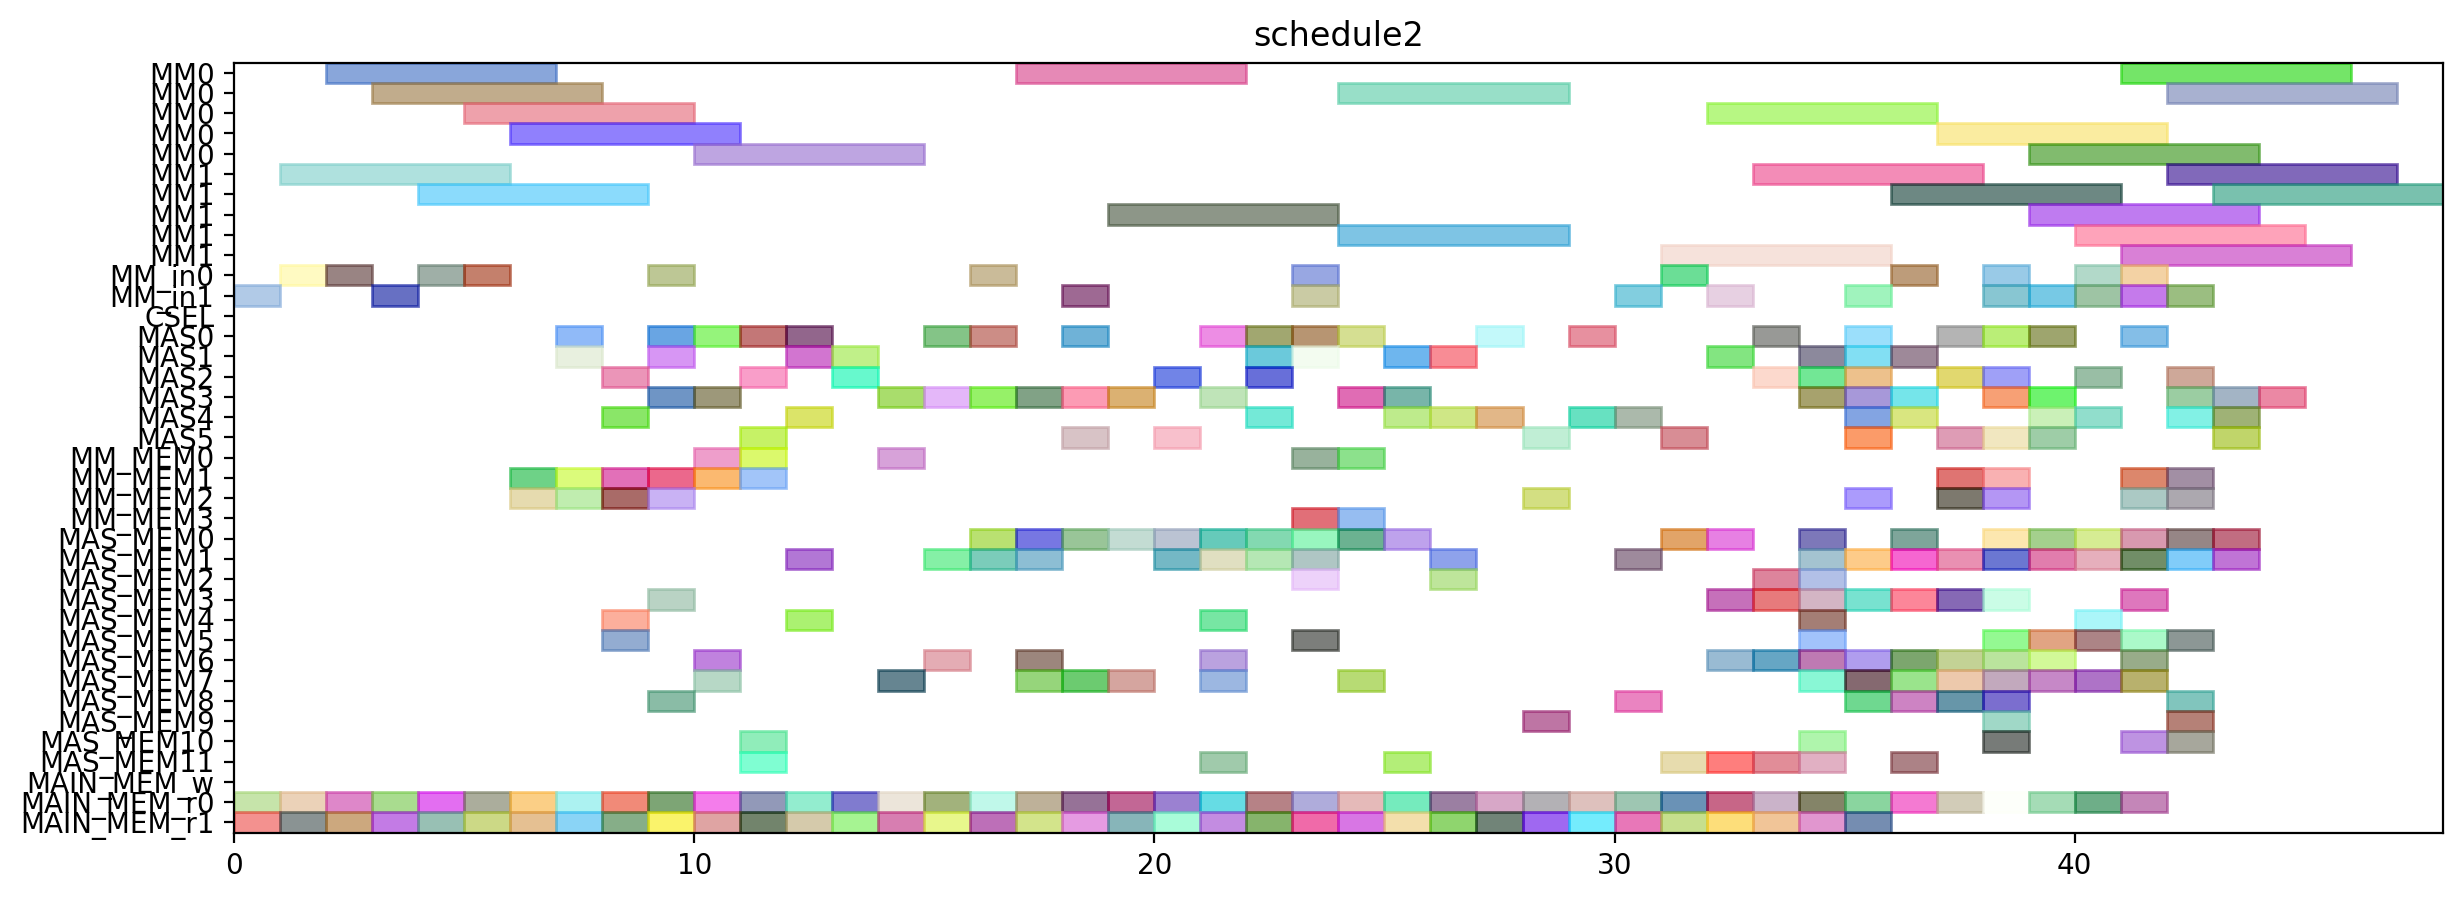 schedule2
MM0
MM0
MM0
MM0
MM0
MM1
MM1
MM1
MM1
MM1
MM_in0
MM_in1
CSEL
MAS0
MAS1
MAS2
MAS3
MAS4
MAS5
MM_MEM0
MM_MEM1
MM_MEM2
MM_MEM3
MAS_MEM0
MAS_MEM1
MAS_MEM2
MAS_MEM3
MAS_MEM4
MAS_MEM5
MAS_MEM6
MAS_MEM7
MAS_MEM8
MAS_MEM9
MAS_MEM10
MAS_MEM11
MAIN_MEM_w
MAIN_MEM_r0
MAIN_MEM_r1
0 10 20 30 40